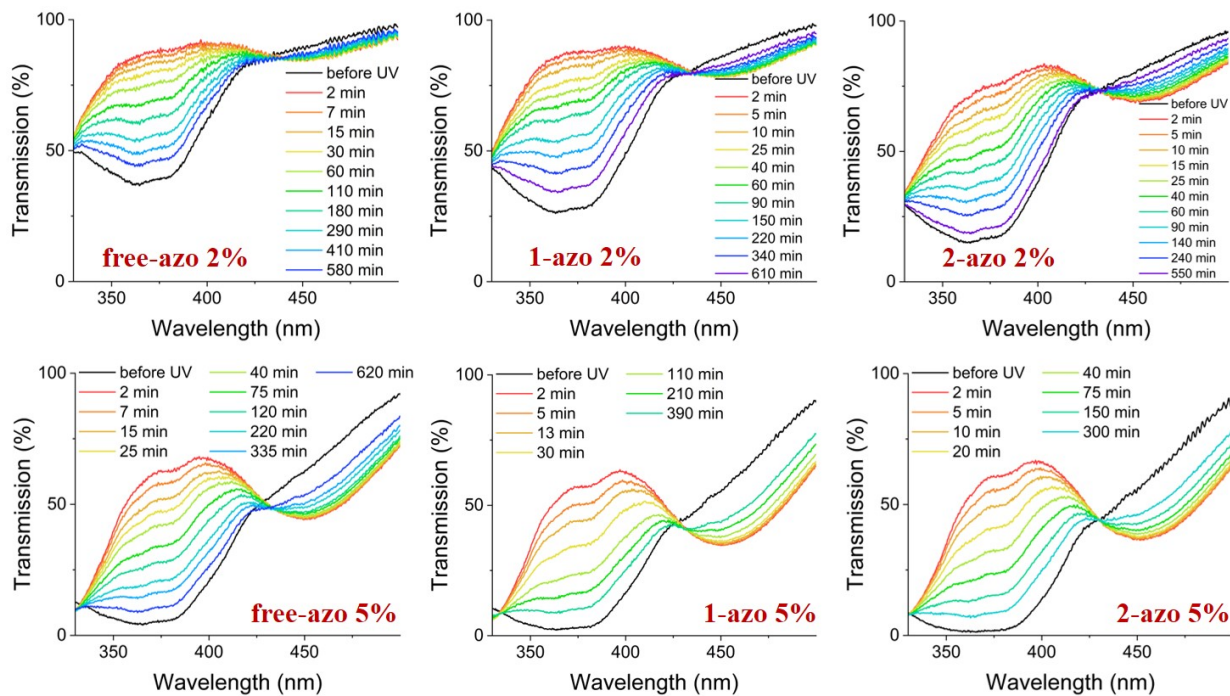 100
50
0
350 400 450
Transmission (%)
Wavelength (nm)
before UV
2 min
7 min
15 min
30 min
60 min
110 min
180 min
290 min
410 min
580 min
free-azo 2%
100
50
0
350 400 450
Transmission (%)
Wavelength (nm)
before UV
2 min
5 min
10 min
25 min
40 min
60 min
90 min
150 min
220 min
340 min
610 min
1-azo 2%
100
50
0
350 400 450
Transmission (%)
Wavelength (nm)
before UV
2 min
5 min
10 min
15 min
25 min
40 min
60 min
90 min
140 min
240 min
550 min
2-azo 2%
100
50
0
350 400 450
Transmission (%)
Wavelength (nm)
before UV 40 min 620 min
2 min 75 min
7 min 120 min
15 min 220 min
25 min 335 min
free-azo 5%
100
50
0
350 400 450
Transmission (%)
Wavelength (nm)
before UV 110 min
2 min 210 min
5 min 390 min
13 min
30 min
1-azo 5%
100
50
0
350 400 450
Transmission (%)
Wavelength (nm)
before UV 40 min
2 min 75 min
5 min 150 min
10 min 300 min
20 min
2-azo 5%